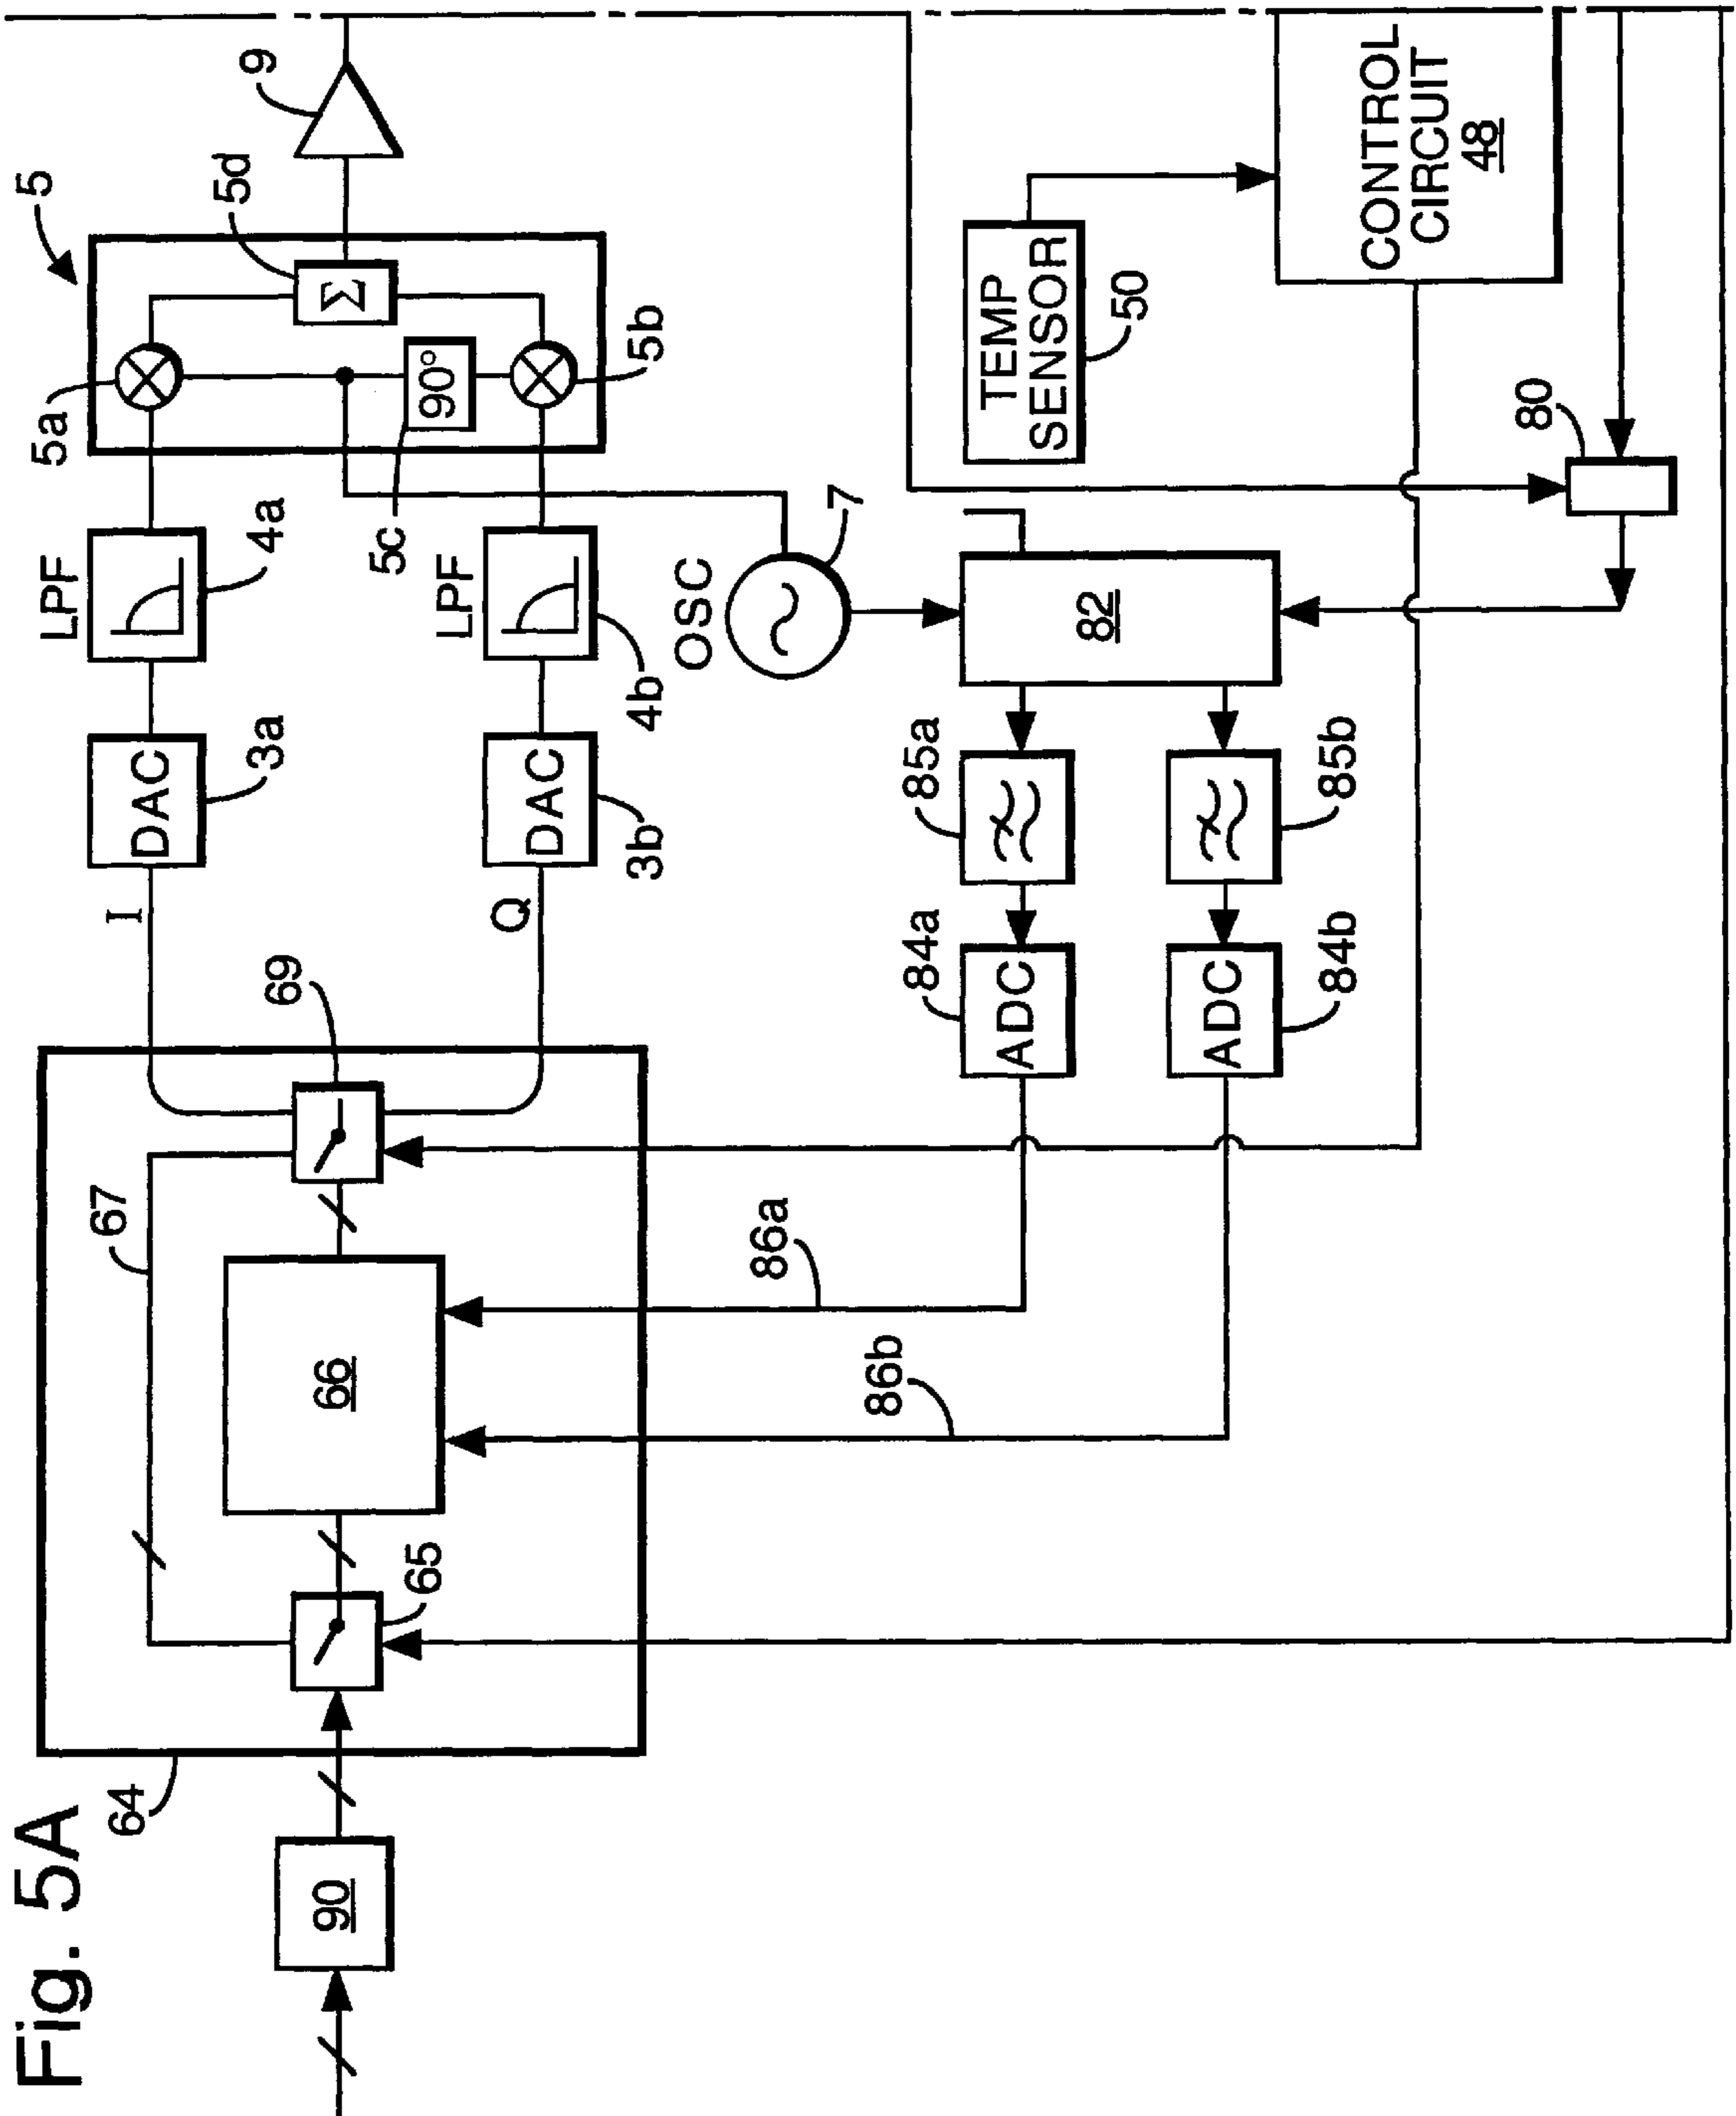 Fig. 5A
90
64
65
66
67
69
I
Q
DAC
3a
DAC
3b
LPF
4a
LPF
4b
5
5a
5b
5c
5d
90°
Σ
9
OSC
7
82
85a
85b
ADC
84a
ADC
84b
86a
86b
TEMP
SENSOR
50
CONTROL
CIRCUIT
48
80